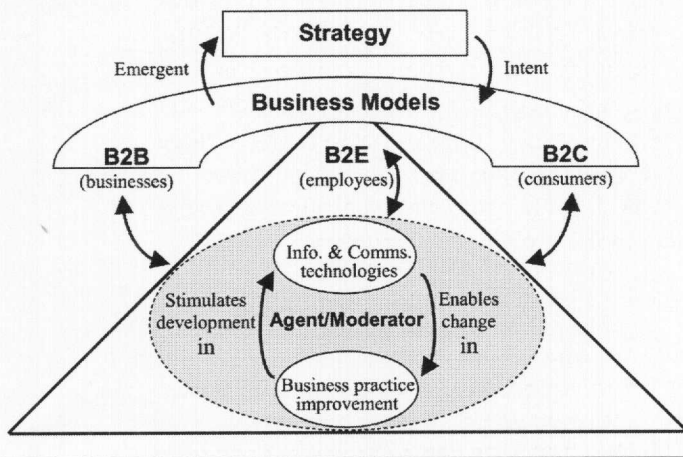 Strategy
Emergent
Intent
Business Models
B2B
(businesses)
B2E
(employees)
B2C
(consumers)
Info. & Comms.
technologies
Stimulates
development
in
Agent/Moderator
Enables
change
in
Business practice
improvement